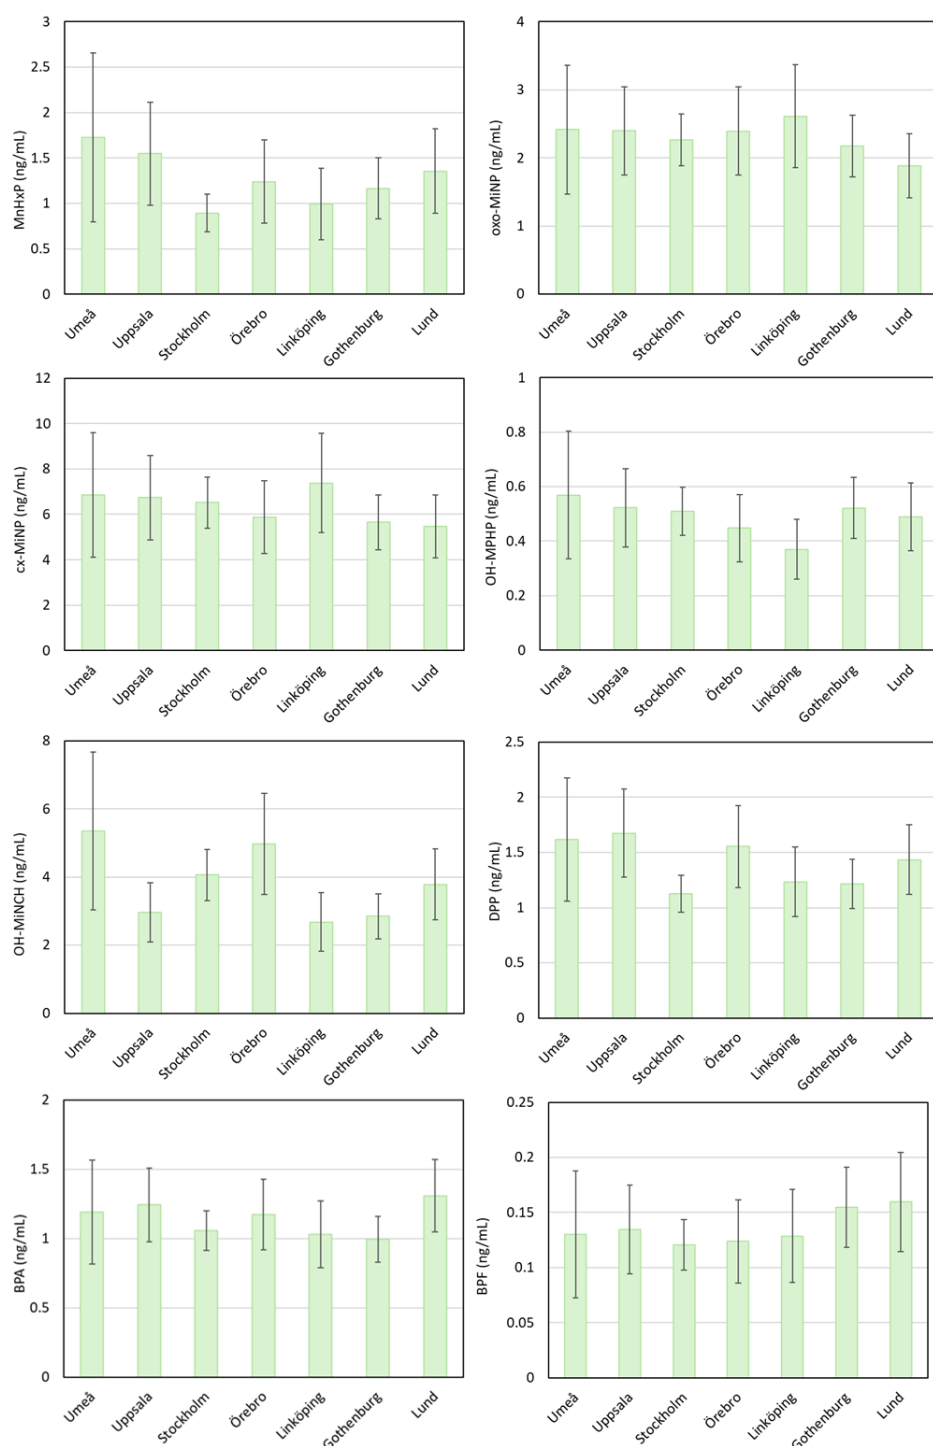 MnHxP (ng/mL)
3
2.5
2
1.5
1
0.5
0
Umeå
Uppsala
Stockholm
Örebro
Linköping
Gothenburg
Lund
oxo-MiNP (ng/mL)
4
3
2
1
0
Umeå
Uppsala
Stockholm
Örebro
Linköping
Gothenburg
Lund
cx-MiNP (ng/mL)
12
10
8
6
4
2
0
Umeå
Uppsala
Stockholm
Örebro
Linköping
Gothenburg
Lund
OH-MPHP (ng/mL)
1
0.8
0.6
0.4
0.2
0
Umeå
Uppsala
Stockholm
Örebro
Linköping
Gothenburg
Lund
OH-MiNCH (ng/mL)
8
6
4
2
0
Umeå
Uppsala
Stockholm
Örebro
Linköping
Gothenburg
Lund
DPP (ng/mL)
2.5
2
1.5
1
0.5
0
Umeå
Uppsala
Stockholm
Örebro
Linköping
Gothenburg
Lund
BPA (ng/mL)
2
1.5
1
0.5
0
Umeå
Uppsala
Stockholm
Örebro
Linköping
Gothenburg
Lund
BPF (ng/mL)
0.25
0.2
0.15
0.1
0.05
0
Umeå
Uppsala
Stockholm
Örebro
Linköping
Gothenburg
Lund